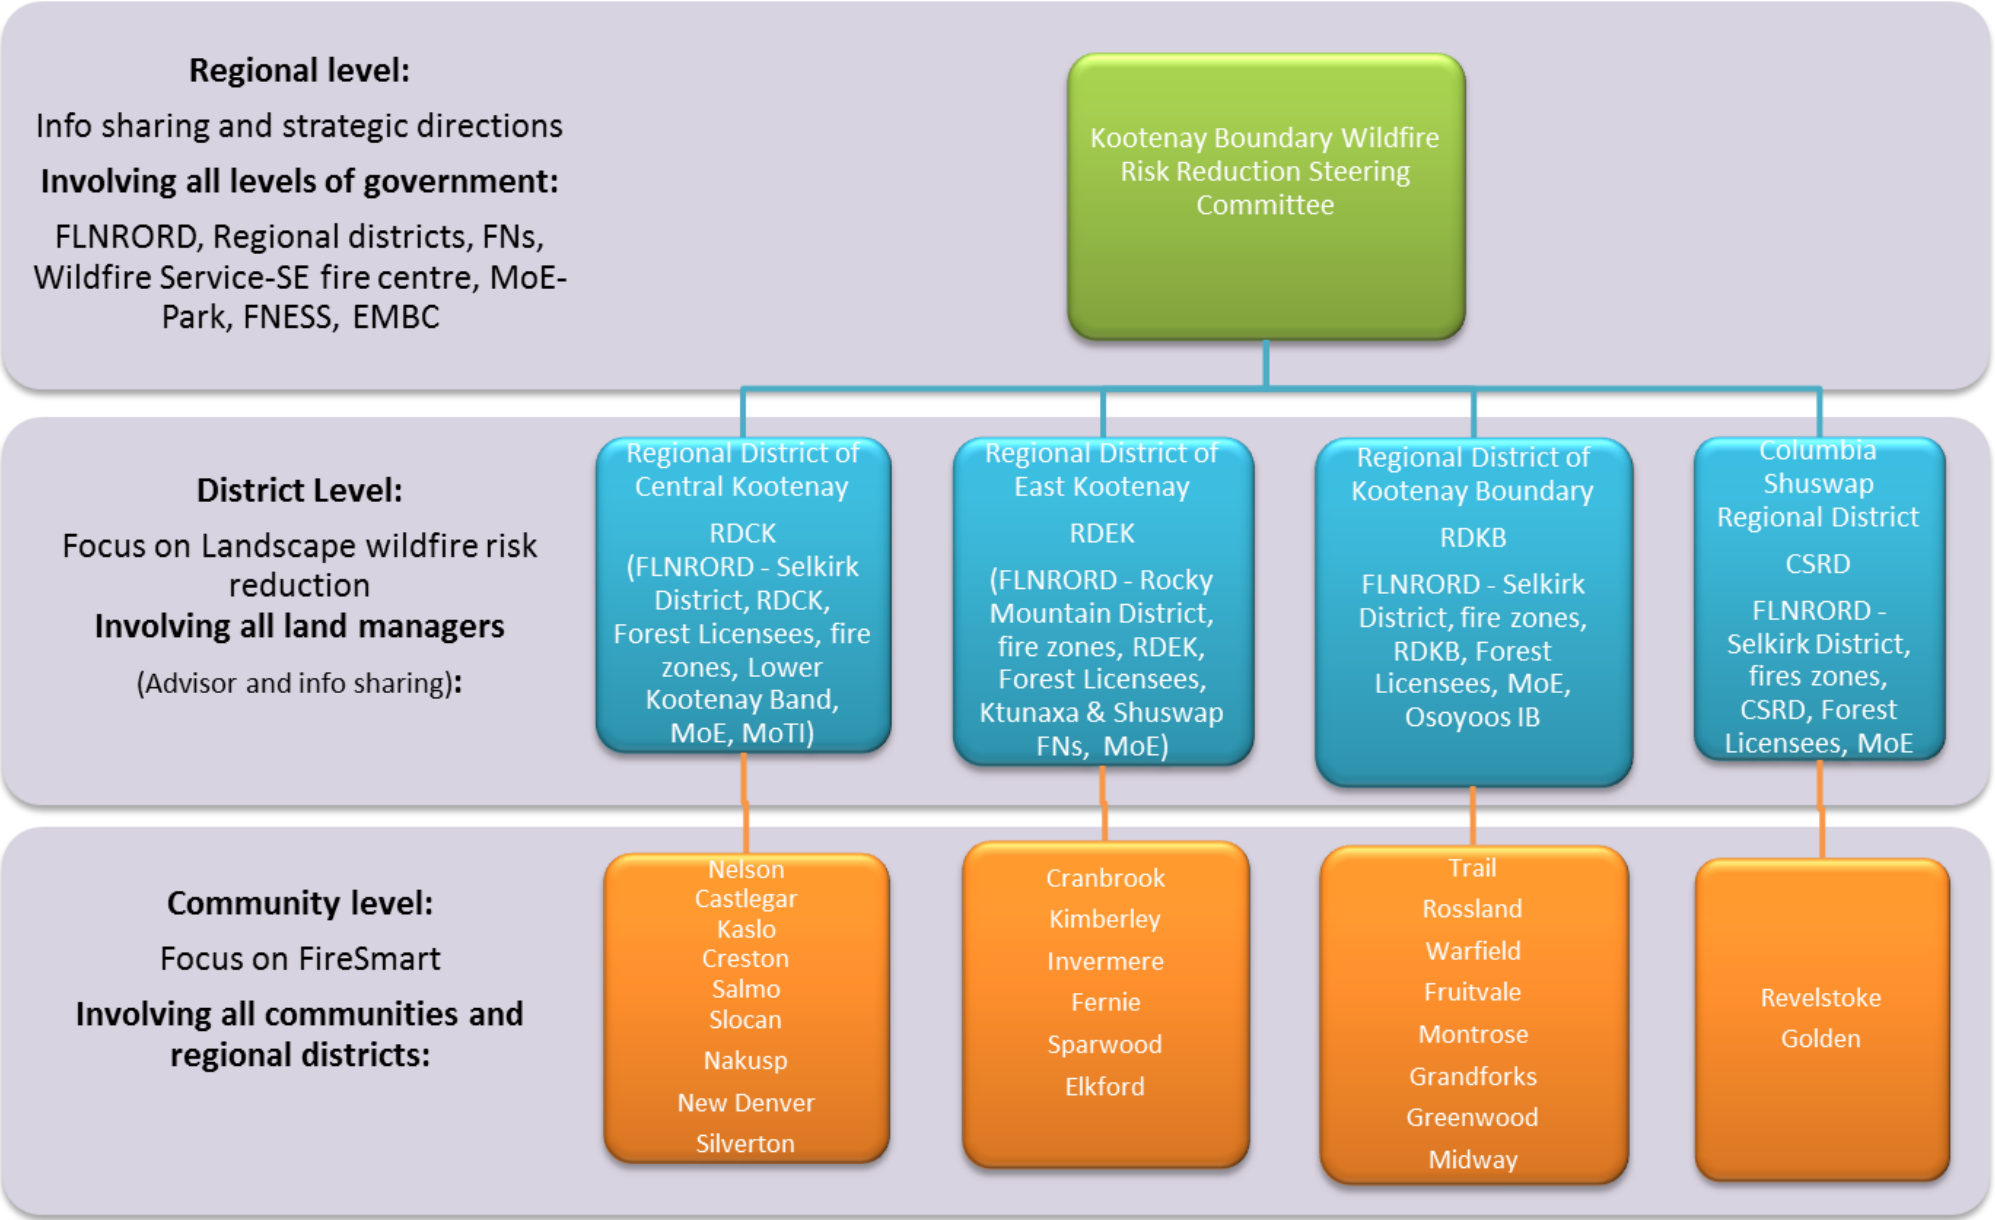 Regional level:
Info sharing and strategic directions
Involving all levels of government:
FLNRORD, Regional districts, FNs,
Wildfire Service-SE fire centre, MoE-
Park, FNESS, EMBC
Kootenay Boundary Wildfire
Risk Reduction Steering
Committee
District Level:
Focus on Landscape wildfire risk
reduction
Involving all land managers
(Advisor and info sharing):
Regional District of
Central Kootenay
RDCK
(FLNRORD - Selkirk
District, RDCK,
Forest Licensees, fire
zones, Lower
Kootenay Band,
MoE, MoTI)
Regional District of
East Kootenay
RDEK
(FLNRORD - Rocky
Mountain District,
fire zones, RDEK,
Forest Licensees,
Ktunaxa & Shuswap
FNs, MoE)
Regional District of
Kootenay Boundary
RDKB
FLNRORD - Selkirk
District, fire zones,
RDKB, Forest
Licensees, MoE,
Osoyoos IB
Columbia
Shuswap
Regional District
CSRD
FLNRORD -
Selkirk District,
fires zones,
CSRD, Forest
Licensees, MoE
Community level:
Focus on FireSmart
Involving all communities and
regional districts:
Nelson
Castlegar
Kaslo
Creston
Salmo
Slocan
Nakusp
New Denver
Silverton
Cranbrook
Kimberley
Invermere
Fernie
Sparwood
Elkford
Trail
Rossland
Warfield
Fruitvale
Montrose
Grandforks
Greenwood
Midway
Revelstoke
Golden